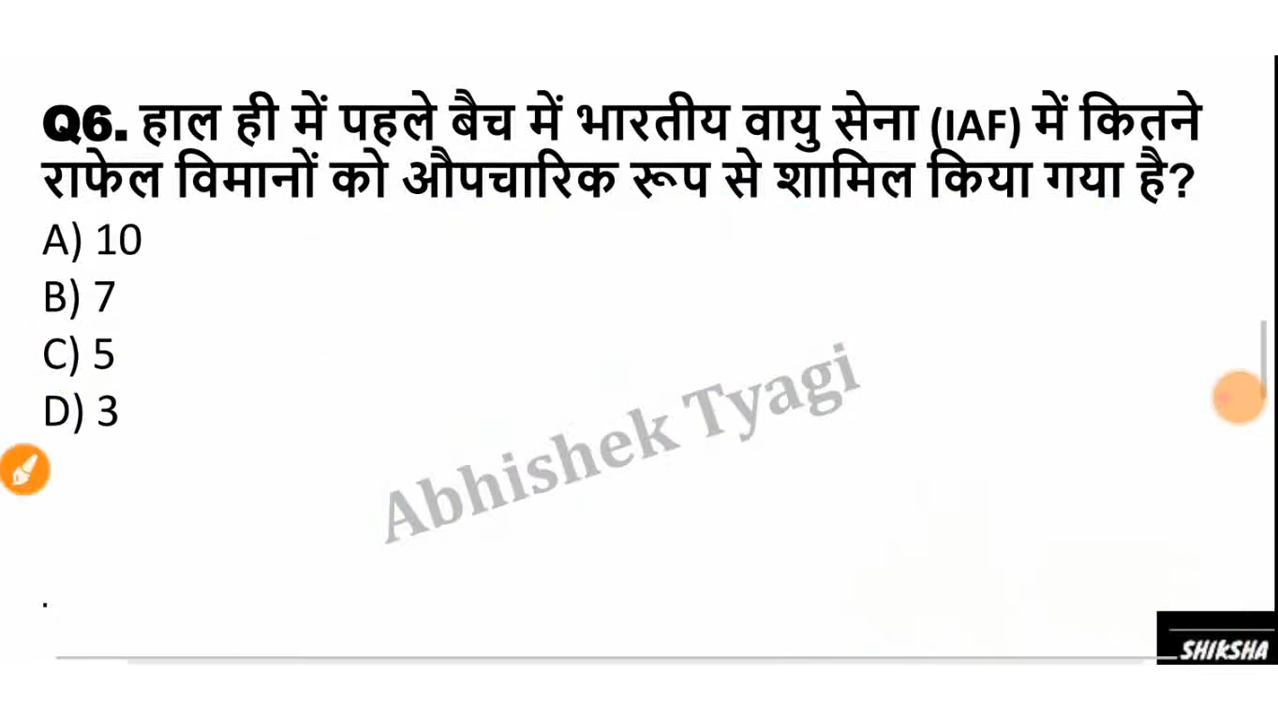 Q6. हाल ही में पहले बैच में भारतीय वायु सेना (IAF) में कितने
राफेल विमानों को औपचारिक रूप से शामिल किया गया है?
A) 10
B) 7
C) 5
D) 3
Abhishek Tyagi
.
SHIKSHA